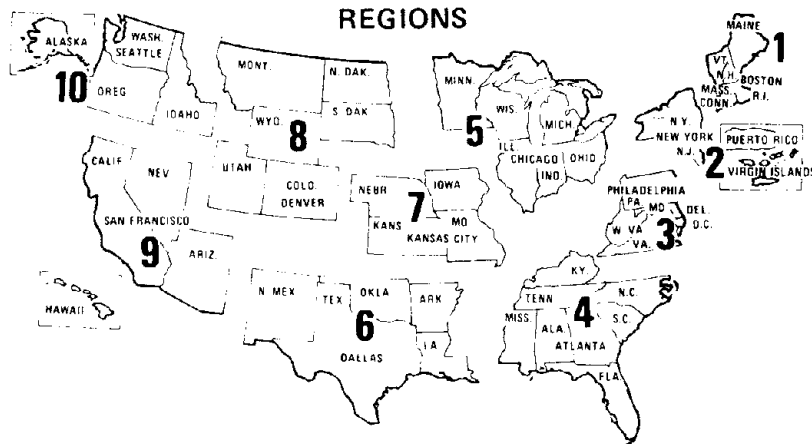 REGIONS
ALASKA
WASH.
SEATTLE
10
OREG
IDAHO
MONT.
N. DAK.
S. DAK
WYO.
8
UTAH
COLO.
DENVER
CALIF
NEV
SAN FRANCISCO
9
ARIZ.
HAWAII
MINN.
WIS.
5
MICH.
ILL.
CHICAGO
IND.
OHIO
NEBR
IOWA
7
KANS
MO
KANSAS CITY
N MEX
TEX
OKLA
ARK
6
LA.
DALLAS
MAINE
1
VT.
N.H.
BOSTON
MASS.
R.I.
CONN.
N.Y.
NEW YORK
N.J.
2
PUERTO RICO
VIRGIN ISLANDS
PHILADELPHIA
PA.
MD
DEL.
D.C.
W VA
3
VA.
KY.
TENN
N.C.
MISS.
4
S.C.
ALA.
ATLANTA
FLA